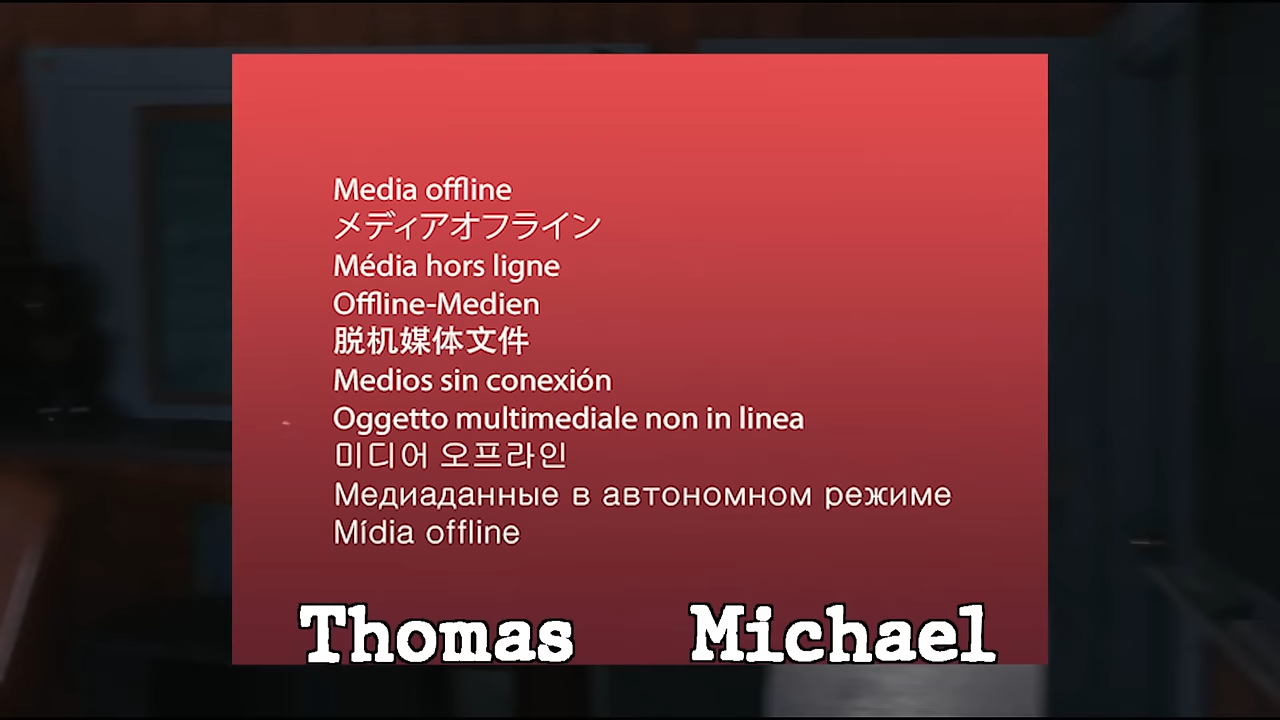 Media offline
メディアオフライン
Média hors ligne
Offline-Medien
脱机媒体文件
Medios sin conexión
Oggetto multimediale non in linea
미디어 오프라인
Медиаданные в автономном режиме
Mídia offline
Thomas Michael